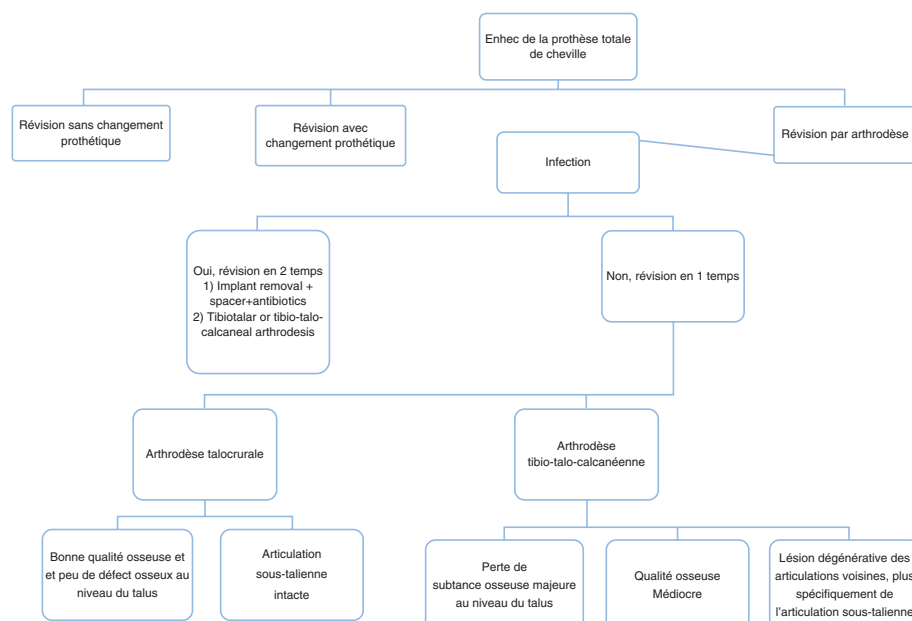 Enhec de la prothèse totale
de cheville
Révision sans changement
prothétique
Révision avec
changement prothétique
Révision par arthrodèse
Infection
Oui, révision en 2 temps
1) Implant removal +
spacer+antibiotics
2) Tibiotalar or tibio-talo-
calcaneal arthrodesis
Non, révision en 1 temps
Arthrodèse talocrurale
Arthrodèse
tibio-talo-calcanéenne
Bonne qualité osseuse et
et peu de défect osseux au
niveau du talus
Articulation
sous-talienne
intacte
Perte de
subtance osseuse majeure
au niveau du talus
Qualité osseuse
Médiocre
Lésion dégénérative des
articulations voisines, plus
spécifiquement de
l'articulation sous-talienne